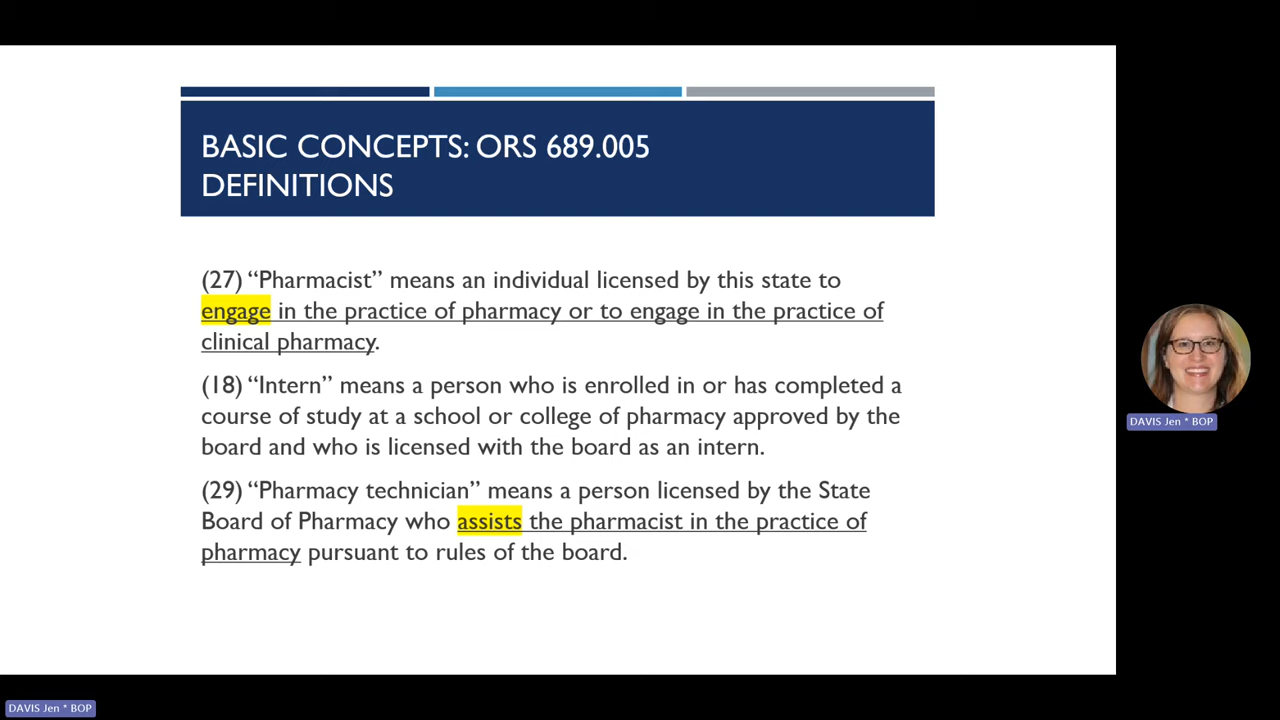 BASIC CONCEPTS: ORS 689.005
DEFINITIONS
(27) “Pharmacist” means an individual licensed by this state to
engage in the practice of pharmacy or to engage in the practice of
clinical pharmacy.
(18) “Intern” means a person who is enrolled in or has completed a
course of study at a school or college of pharmacy approved by the
board and who is licensed with the board as an intern.
(29) “Pharmacy technician” means a person licensed by the State
Board of Pharmacy who assists the pharmacist in the practice of
pharmacy pursuant to rules of the board.
DAVIS Jen * BOP
DAVIS Jen * BOP